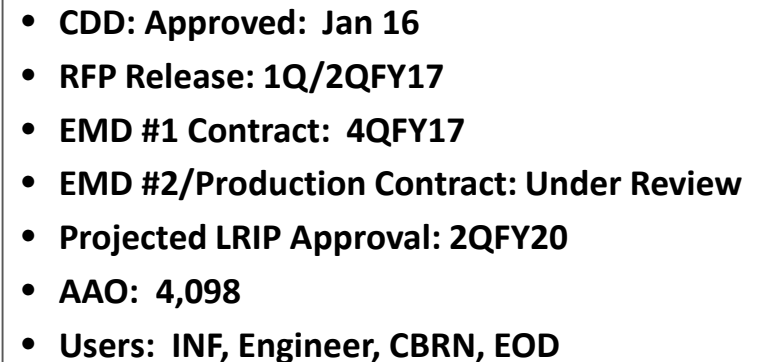 • CDD: Approved: Jan 16
• RFP Release: 1Q/2QFY17
• EMD #1 Contract: 4QFY17
• EMD #2/Production Contract: Under Review
• Projected LRIP Approval: 2QFY20
• AAO: 4,098
• Users: INF, Engineer, CBRN, EOD